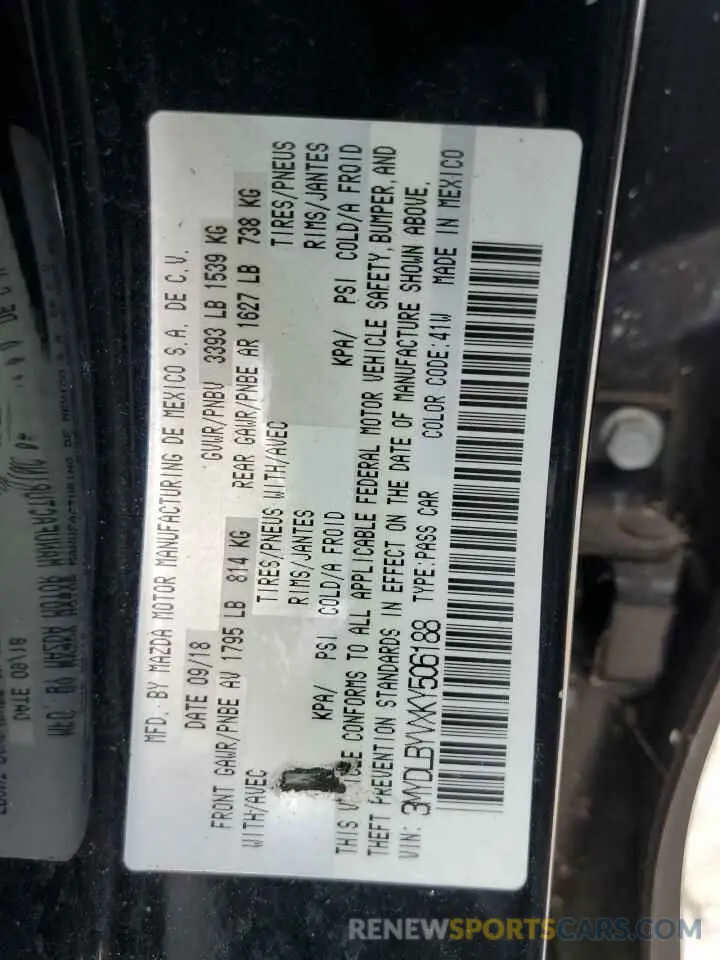 MFD. BY MAZDA MOTOR MANUFACTURING DE MEXICO S.A. DE C.V.
DATE 09/18 GVWR/PNBV 3393 LB 1539 KG
FRONT GAWR/PNBE AV 1795 LB 814 KG REAR GAWR/PNBE AR 1627 LB 738 KG
WITH/AVEC TIRES/PNEUS WITH/AVEC TIRES/PNEUS
RIMS/JANTES RIMS/JANTES
KPA/ PSI COLD/A FROID KPA/ PSI COLD/A FROID
THIS CONFORMS TO ALL APPLICABLE FEDERAL MOTOR VEHICLE SAFETY, BUMPER, AND
THEFT PREVENTION STANDARDS IN EFFECT ON THE DATE OF MANUFACTURE SHOWN ABOVE.
VIN: 3MYDLBYVXKY506188 TYPE:PASS CAR COLOR CODE:41W MADE IN MEXICO
RENEWSPORTSCARS.COM